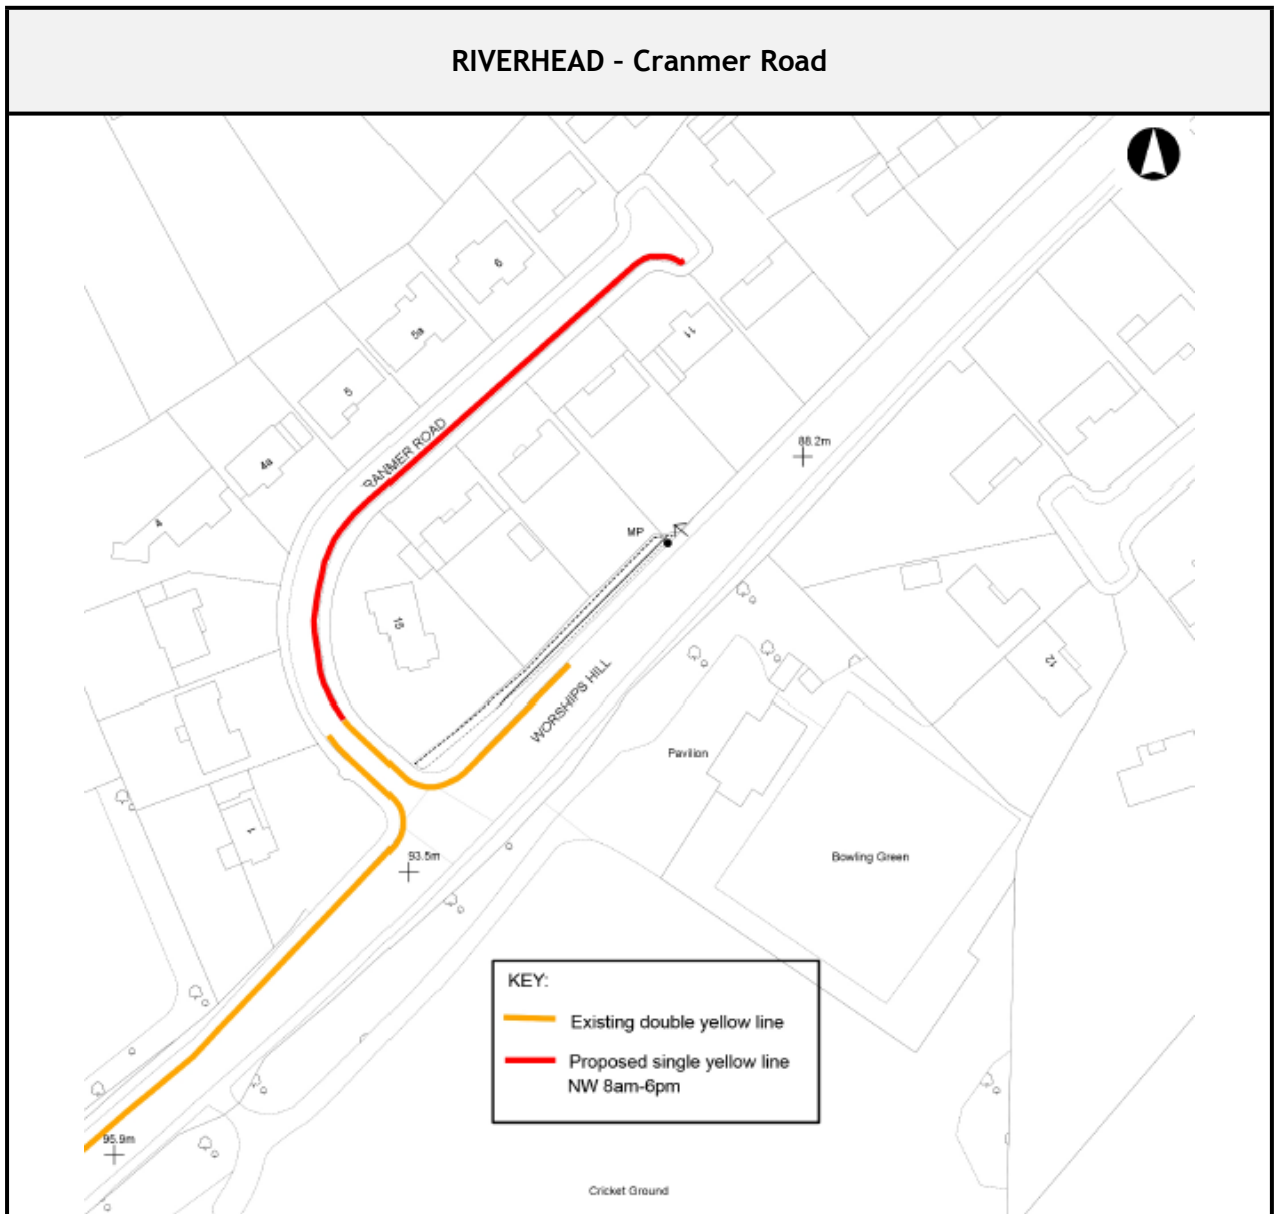 RIVERHEAD - Cranmer Road
6
5a
11
5
RANMER ROAD
88.2m
4a
4
MP
15
12
WORSHIPS HILL
Pavilion
1
93.5m
Bowling Green
KEY:
Existing double yellow line
Proposed single yellow line
NW 8am-6pm
95.9m
Cricket Ground